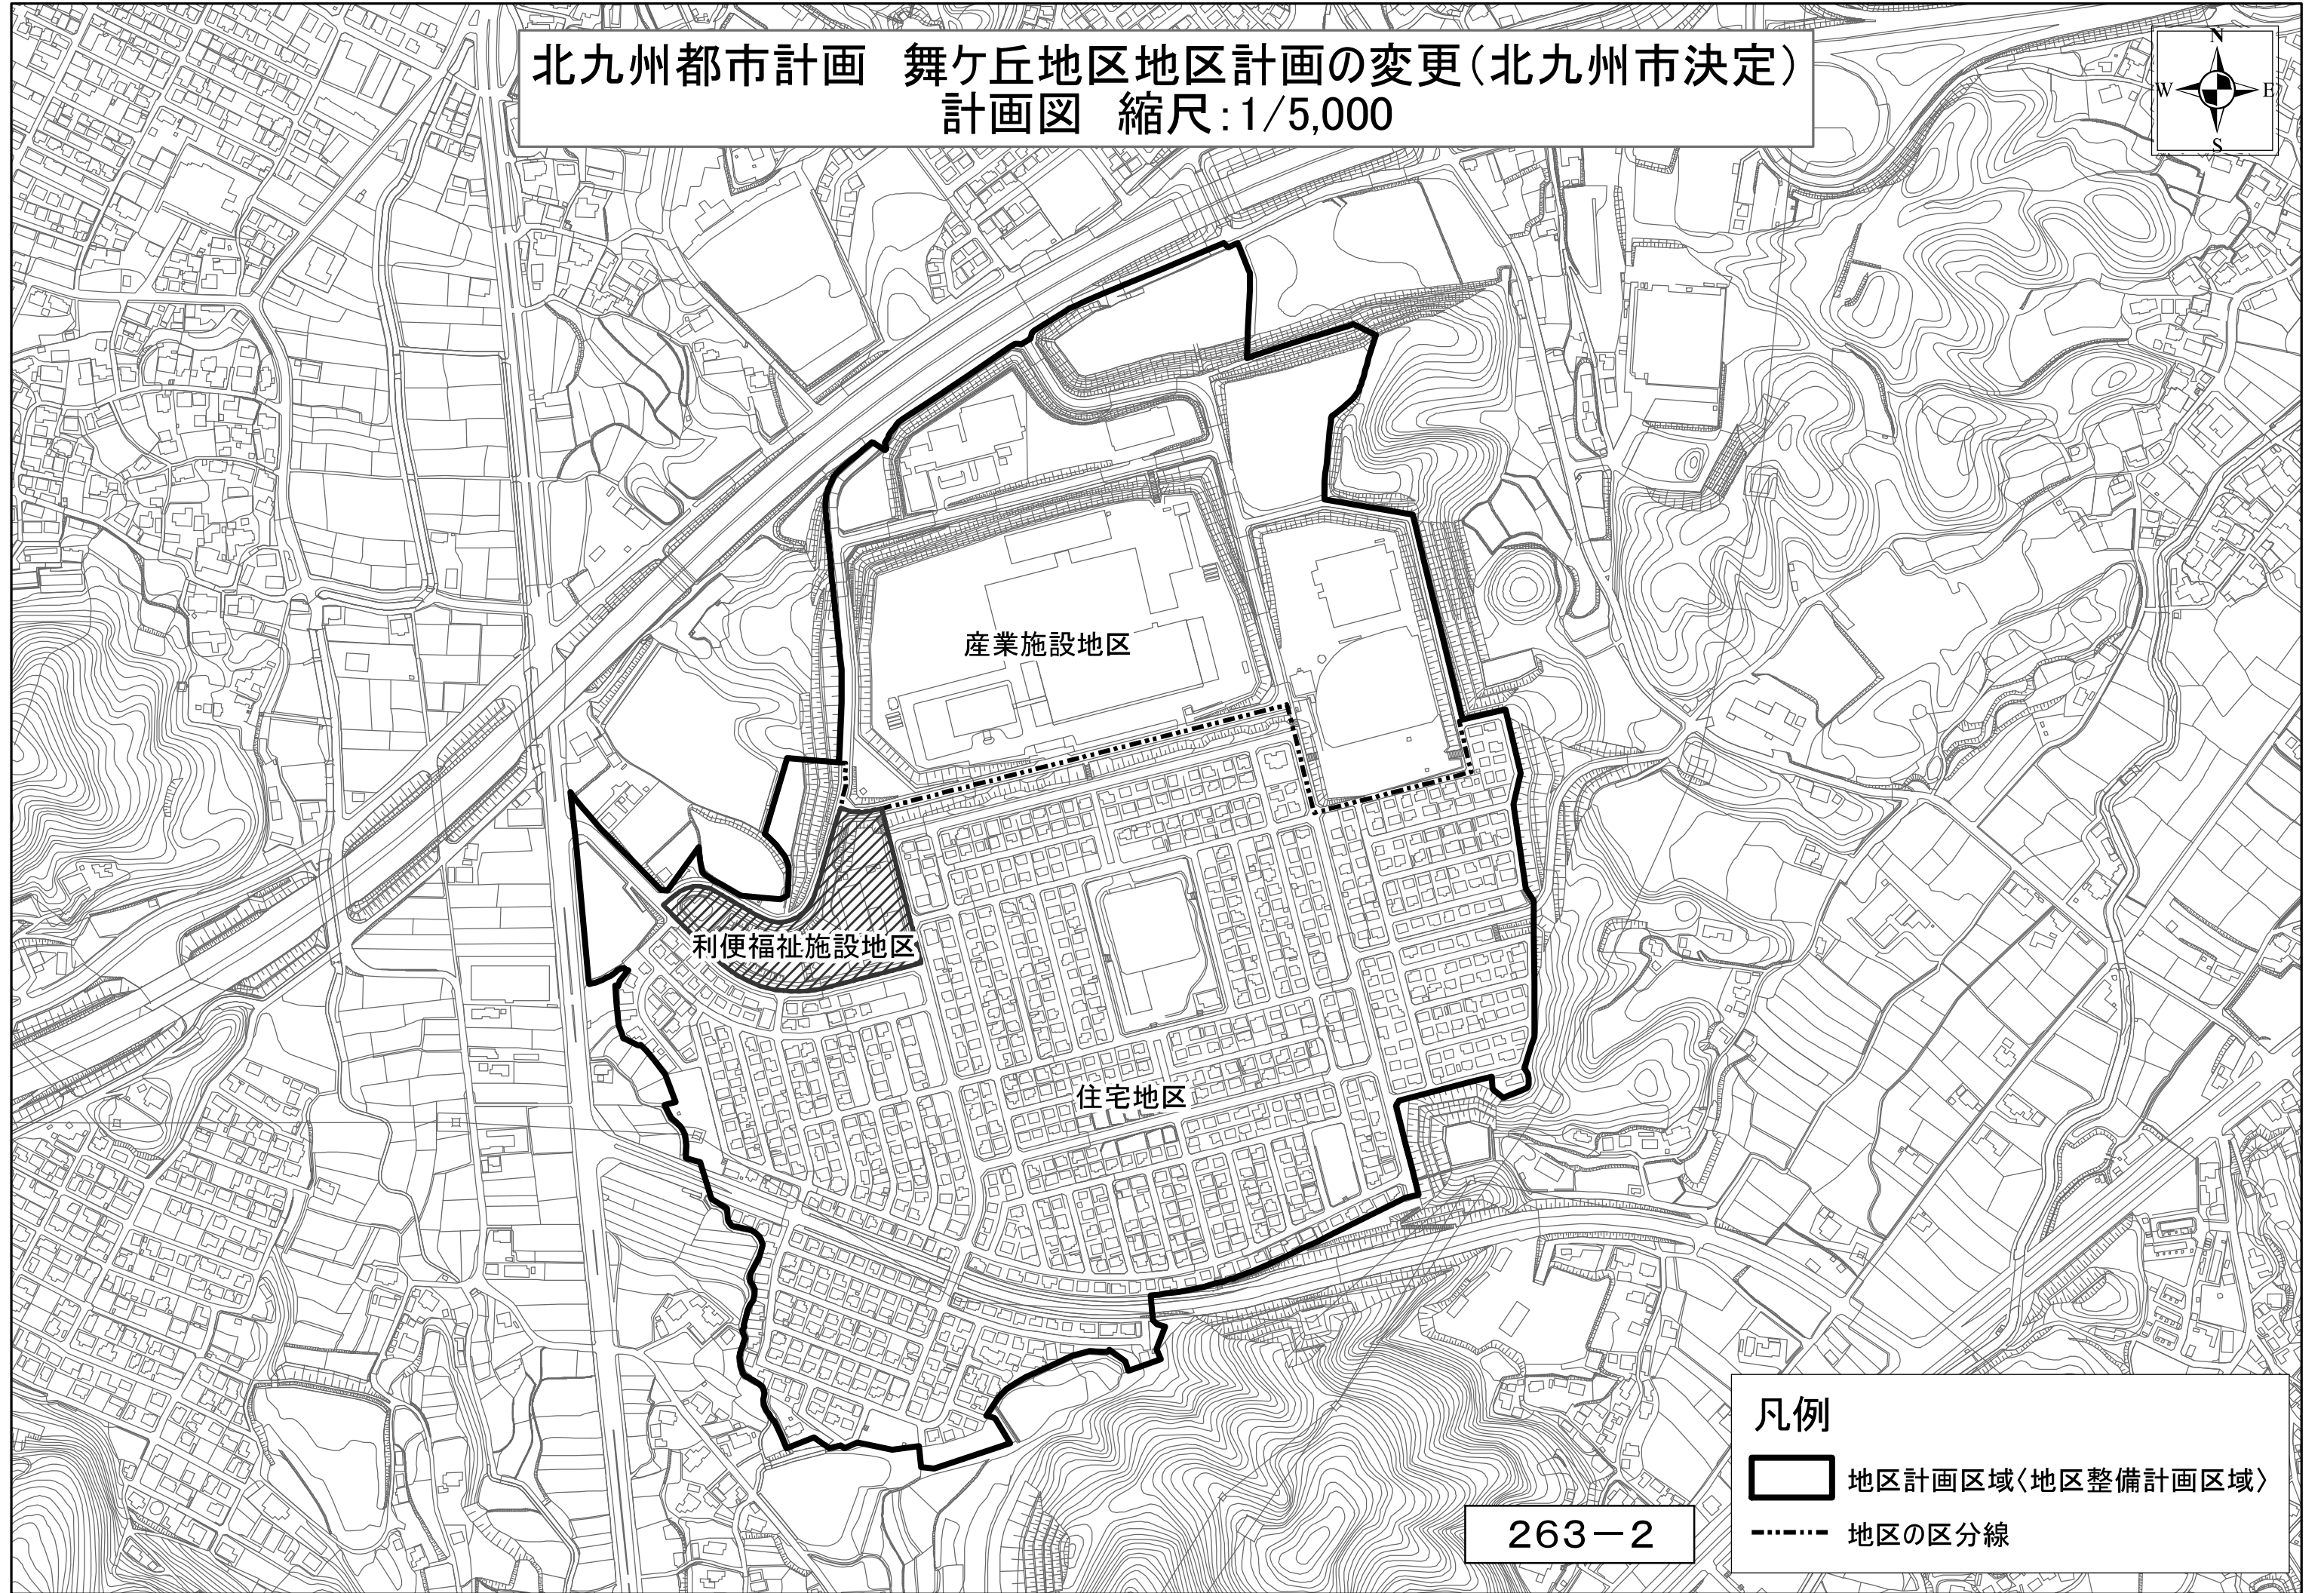 北九州都市計画　舞ケ丘地区地区計画の変更（北九州市決定）
計画図　縮尺：1/5,000
N
W
E
S
産業施設地区
利便福祉施設地区
住宅地区
凡例
地区計画区域〈地区整備計画区域〉
地区の区分線
263－2